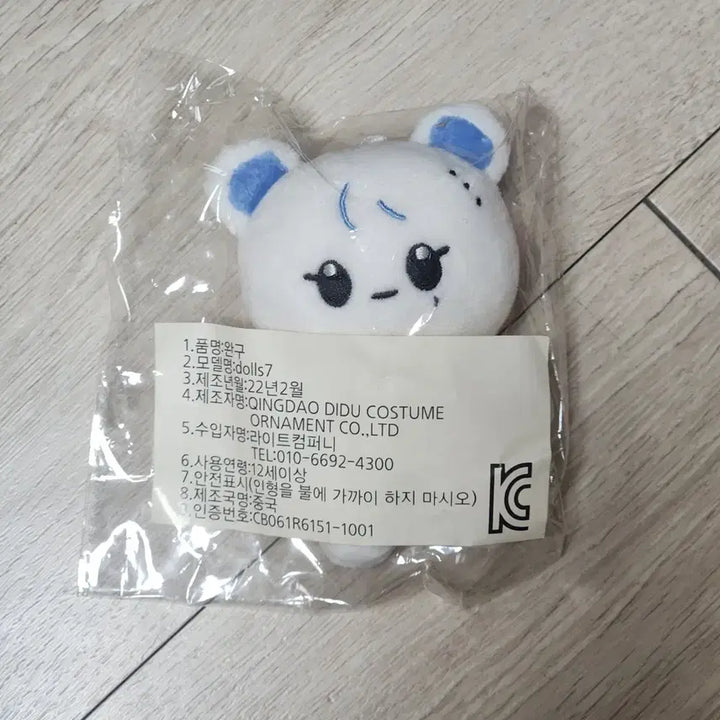 1.품명:완구
2.모델명:dolls7
3.제조년월:22년2월
4.제조자명:QINGDAO DIDU COSTUME
ORNAMENT CO.,LTD
5.수입자명:라이트컴퍼니
TEL:010-6692-4300
6.사용연령:12세이상
7.안전표시(인형을 불에 가까이 하지 마시오)
8.제조국명:중국
9.인증번호:CB061R6151-1001
KC